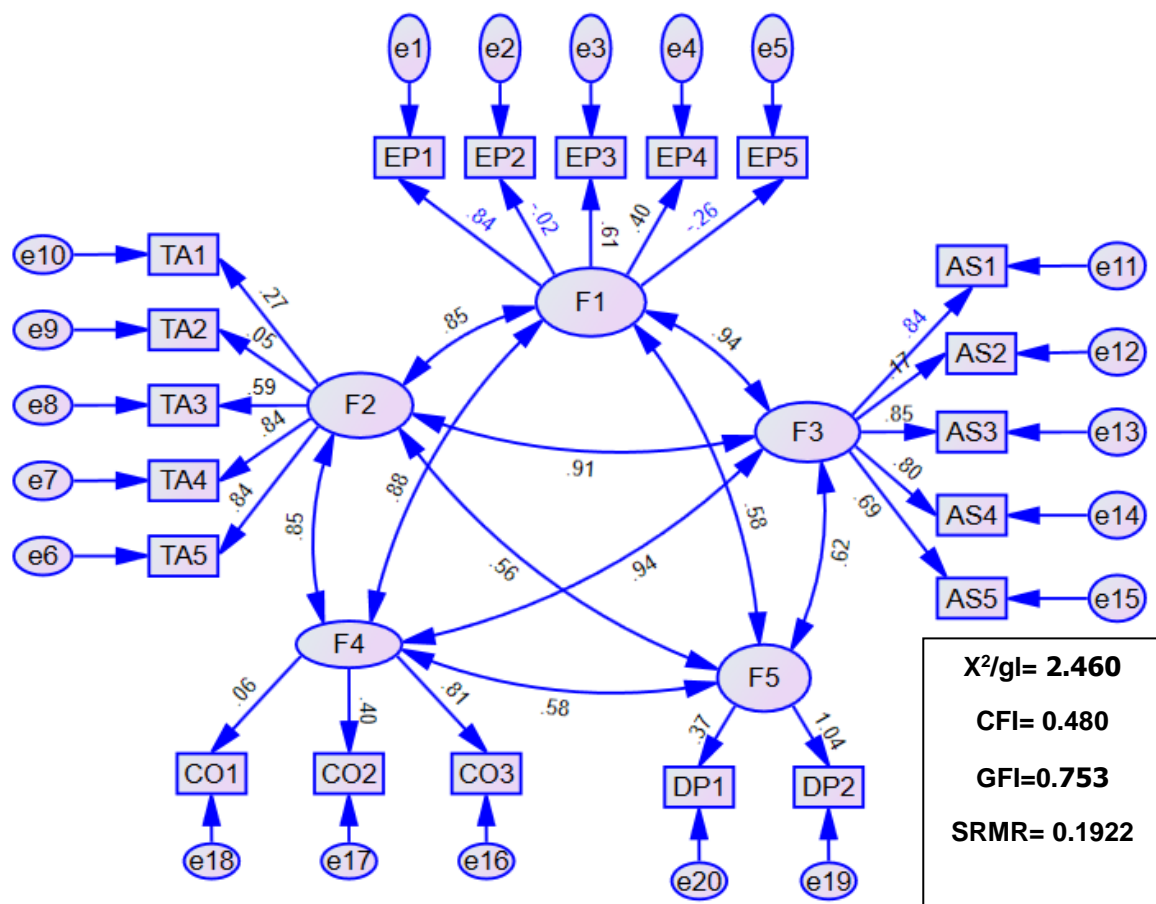 e1 e2 e3 e4 e5
EP1 EP2 EP3 EP4 EP5
.84 -.02 .61 .40 -.26
F1
e10 TA1 .27
e9 TA2 .05
e8 TA3 .59
e7 TA4 .84
e6 TA5 .84
F2
.85
.94
AS1 e11 .84
AS2 e12 .17
AS3 e13 .85
AS4 e14 .80
AS5 e15 .69
F3
.91
.88
.58
.85
.56
.94
.62
F4
.58
F5
.06 .40 .81
CO1 CO2 CO3
e18 e17 e16
.37 1.04
DP1 DP2
e20 e19
X²/gl= 2.460
CFI= 0.480
GFI=0.753
SRMR= 0.1922